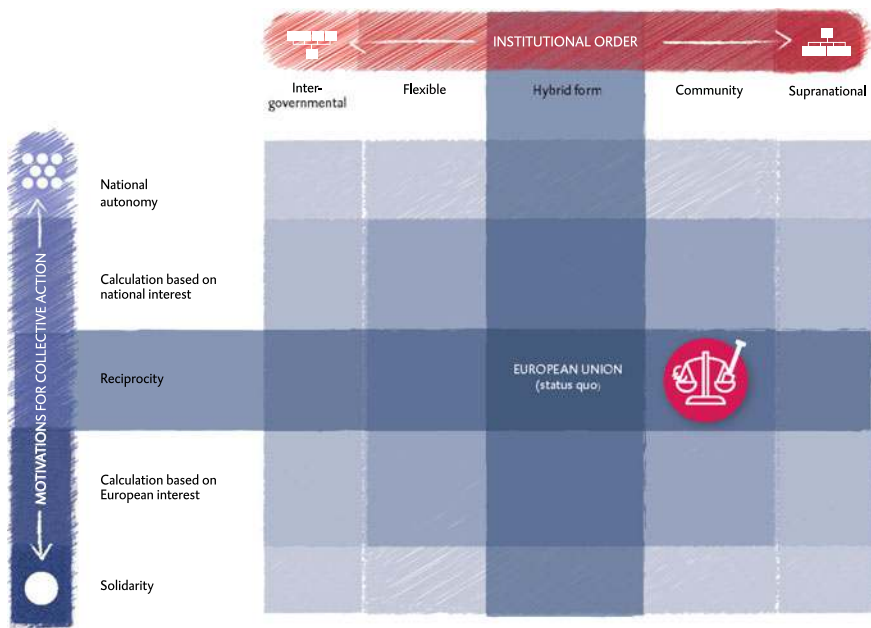 INSTITUTIONAL ORDER
Inter-
governmental
Flexible
Hybrid form
Community
Supranational
MOTIVATIONS FOR COLLECTIVE ACTION
National
autonomy
Calculation based on
national interest
Reciprocity
EUROPEAN UNION
(status quo)
Calculation based on
European interest
Solidarity